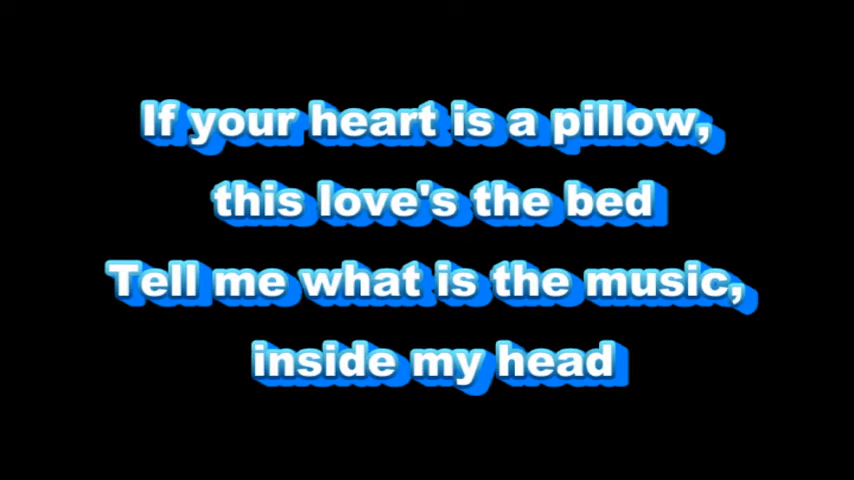 If your heart is a pillow,
this love's the bed
Tell me what is the music,
inside my head